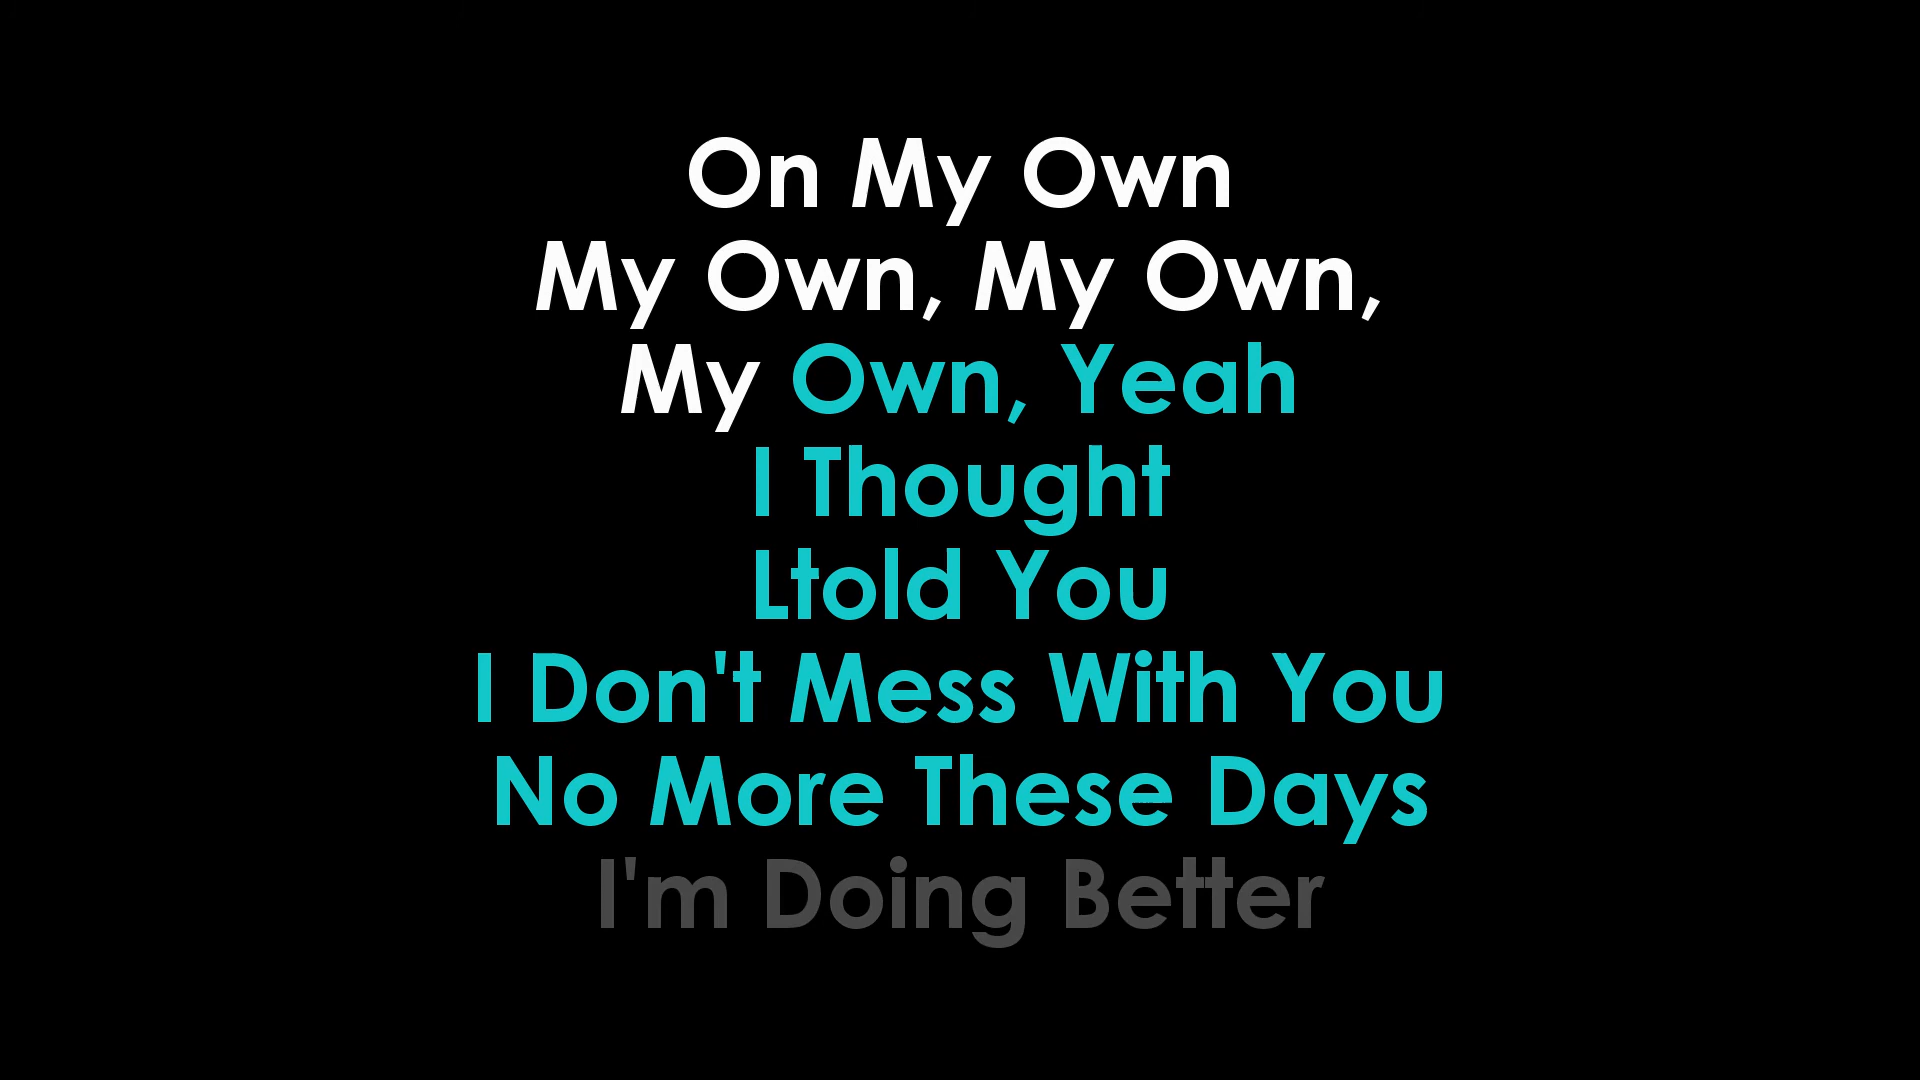 On My Own
My Own, My Own,
My Own, Yeah
I Thought
Ltold You
I Don't Mess With You
No More These Days
I'm Doing Better